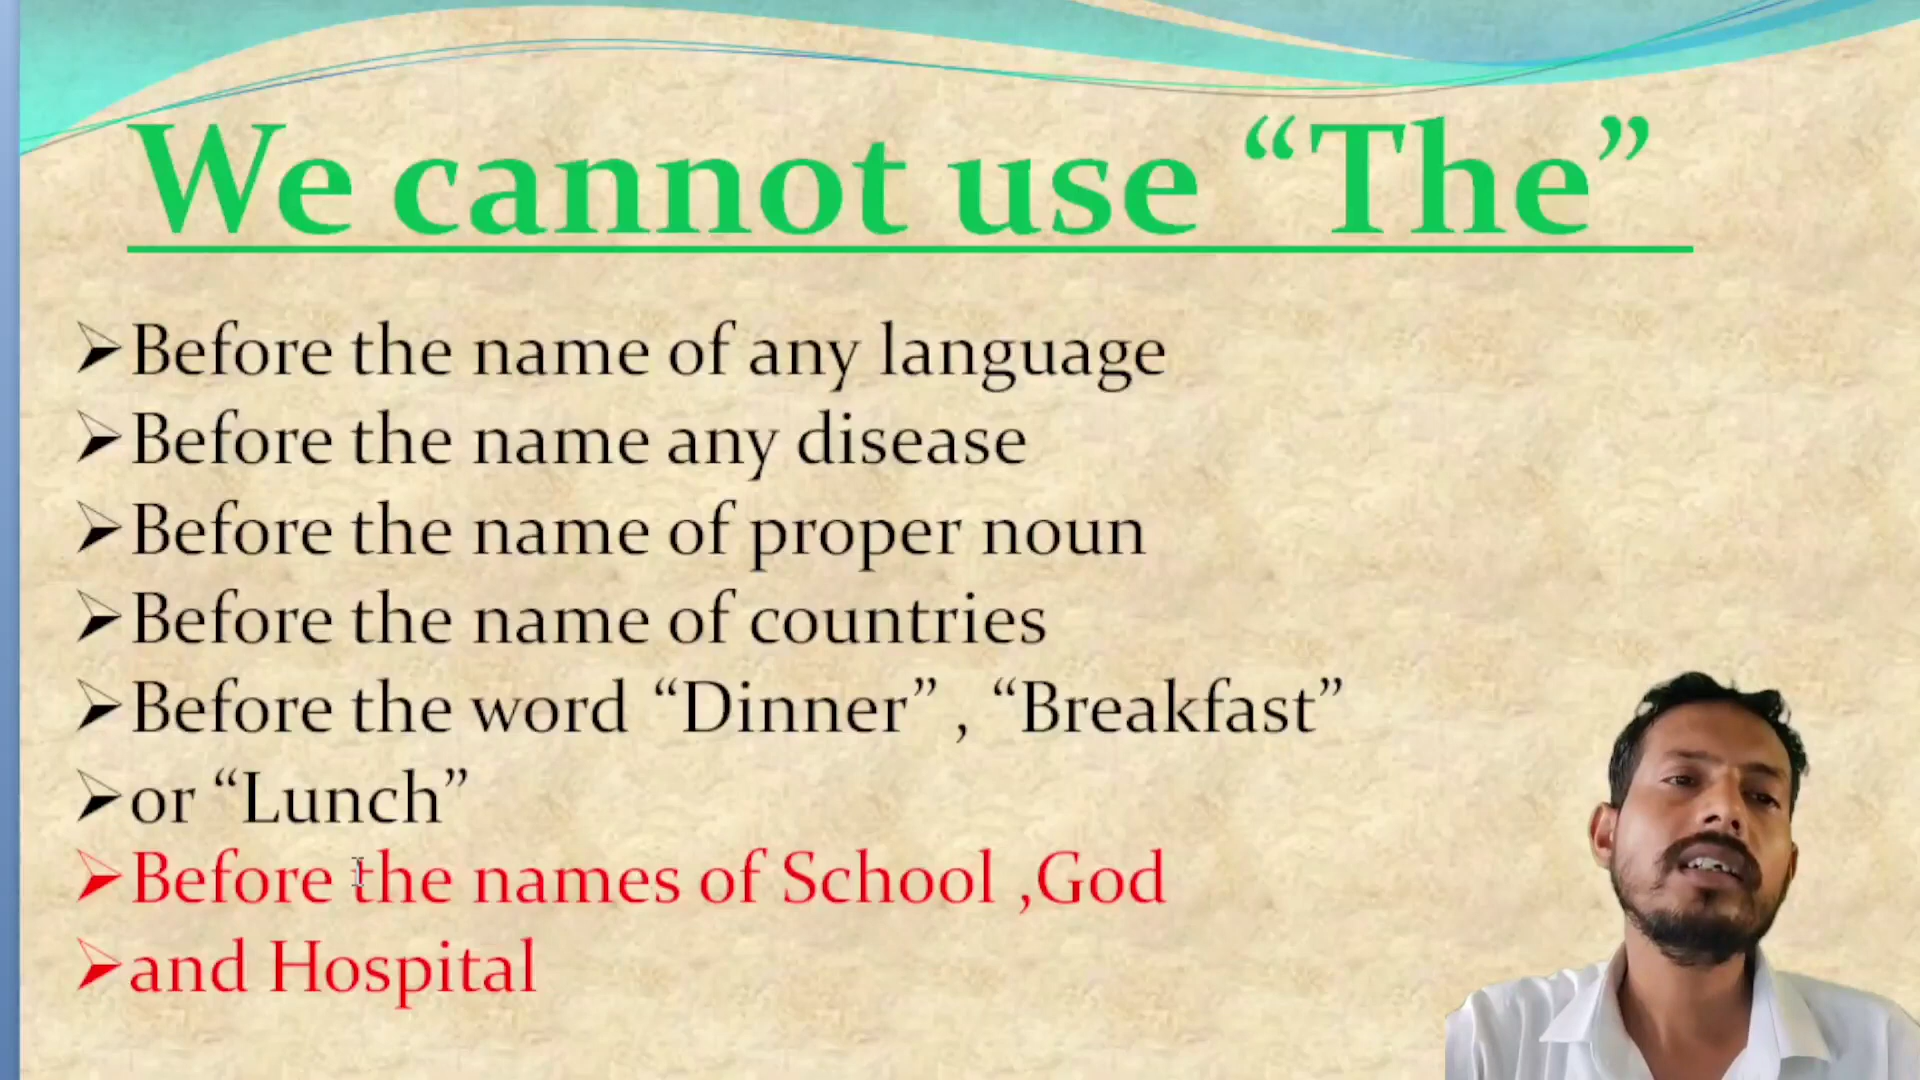 We cannot use “The”
➢Before the name of any language
➢Before the name any disease
➢Before the name of proper noun
➢Before the name of countries
➢Before the word “Dinner” , “Breakfast”
➢or “Lunch”
➢Before the names of School ,God
➢and Hospital